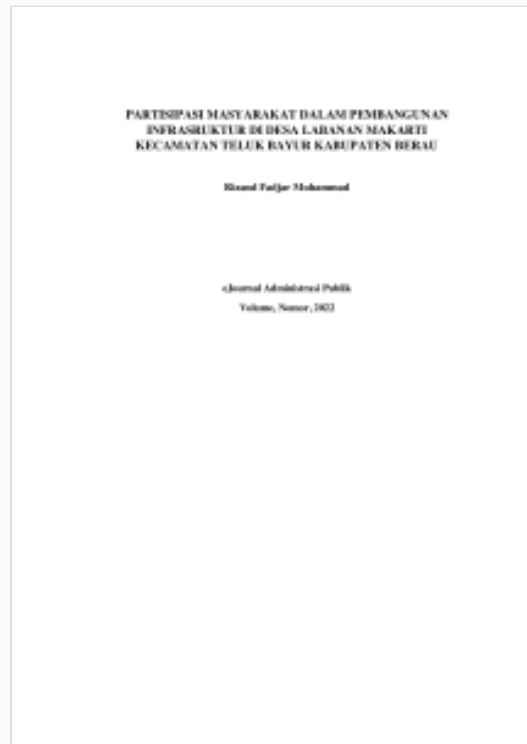 PARTISIPASI MASYARAKAT DALAM PEMBANGUNAN
INFRASRUKTUR DI DESA LABANAN MAKARTI
KECAMATAN TELUK BAYUR KABUPATEN BERAU
Fadjar Muhammad
eJournal Administrasi Publik
Volume, Nomor, 2022